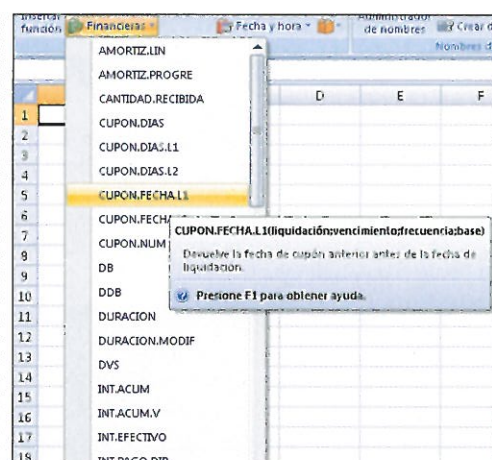 Insertar
función
Financieras
Fecha y hora
Administrador
de nombres
Crear d
Nombres d
AMORTIZ.LIN
AMORTIZ.PROGRE
CANTIDAD.RECIBIDA
CUPON.DIAS
CUPON.DIAS.L1
CUPON.DIAS.L2
CUPON.FECHA.L1
CUPON.FECHA
CUPON.NUM
DB
DDB
DURACION
DURACION.MODIF
DVS
INT.ACUM
INT.ACUM.V
INT.EFECTIVO
INT.PAGO.DIR
CUPON.FECHA.L1(liquidación;vencimiento;frecuencia;base)
Devuelve la fecha de cupón anterior antes de la fecha de
liquidación.
Presione F1 para obtener ayuda.
D E F
1
2
3
4
5
6
7
8
9
10
11
12
13
14
15
16
17
18